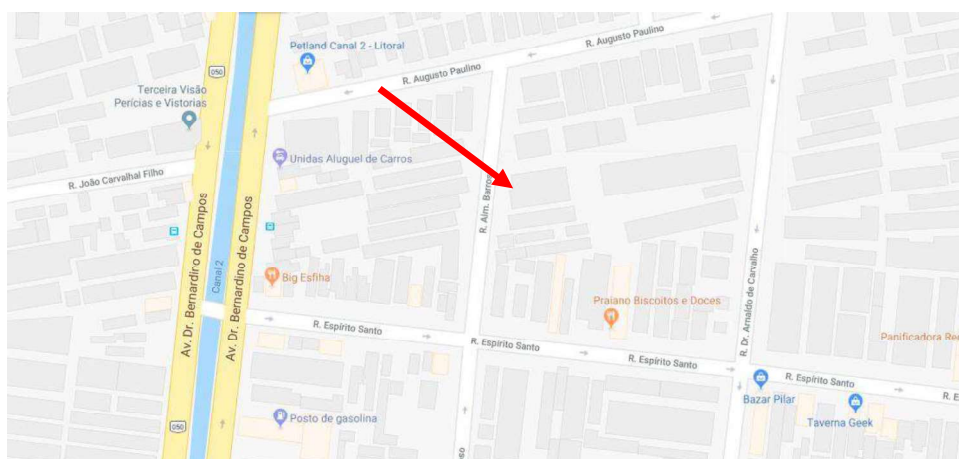 Petland Canal 2 - Litoral
R. Augusto Paulino
R. Augusto Paulino
050
Terceira Visão
Perícias e Vistorias
Unidas Aluguel de Carros
R. João Carvalhal Filho
R. Alm. Barros
Av. Dr. Bernardino de Campos
Canal 2
Av. Dr. Bernardino de Campos
Big Esfiha
R. Dr. Arnaldo de Carvalho
Praiano Biscoitos e Doces
R. Espírito Santo
R. Espírito Santo
R. Espírito Santo
Panificadora Re
R. Espírito Santo
R. E
Bazar Pilar
Taverna Geek
Posto de gasolina
050